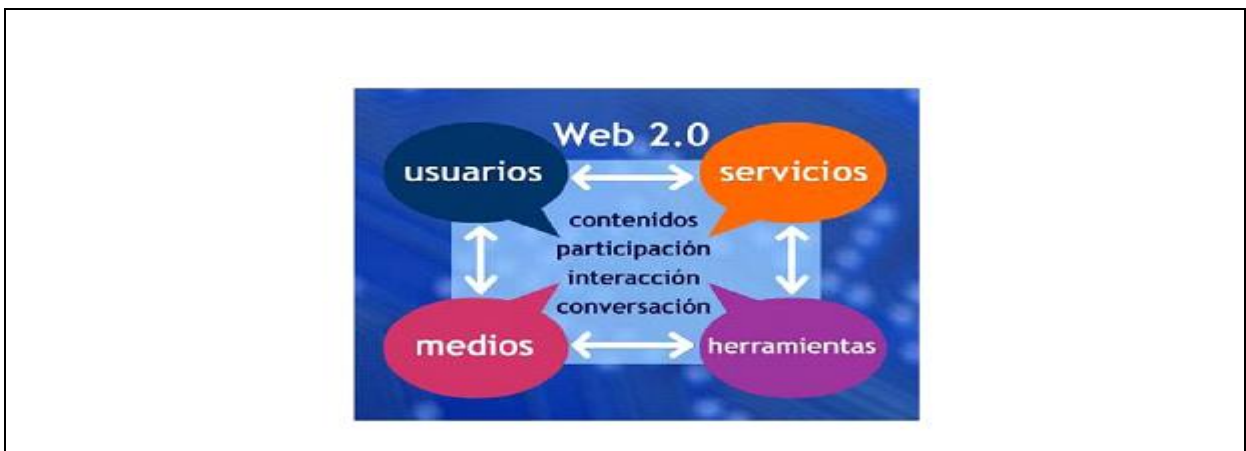 Web 2.0
usuarios
servicios
contenidos
participación
interacción
conversación
medios
herramientas